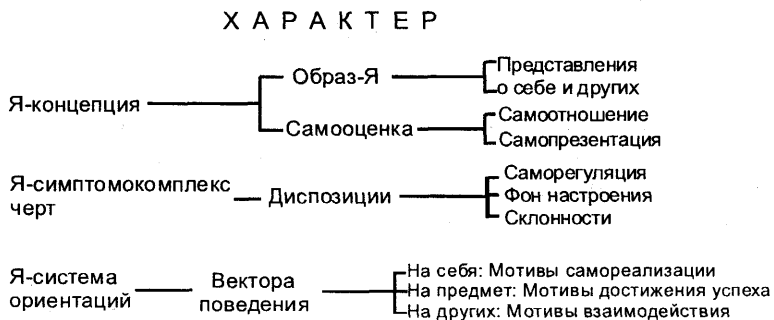 Х А Р А К Т Е Р
Я-концепция
Образ-Я
Представления
о себе и других
Самооценка
Самоотношение
Самопрезентация
Я-симптомокомплекс
черт
Диспозиции
Саморегуляция
Фон настроения
Склонности
Я-система
ориентаций
Вектора
поведения
На себя: Мотивы самореализации
На предмет: Мотивы достижения успеха
На других: Мотивы взаимодействия